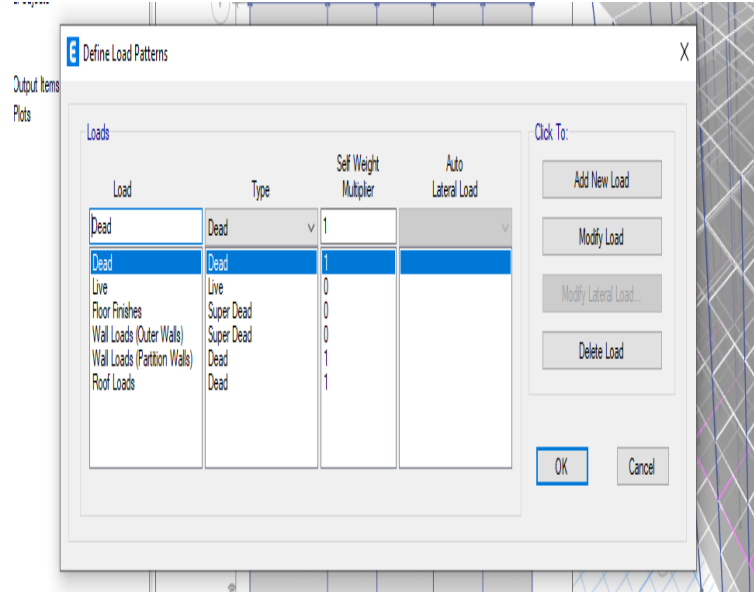 Output Items
Plots
Define Load Patterns
X
Loads
Click To:
Load
Type
Self Weight
Multiplier
Auto
Lateral Load
Dead Dead 1
Dead Dead 1
Live Live 0
Floor Finishes Super Dead 0
Wall Loads (Outer Walls) Super Dead 0
Wall Loads (Partition Walls) Dead 1
Roof Loads Dead 1
Add New Load
Modify Load
Modify Lateral Load...
Delete Load
OK
Cancel